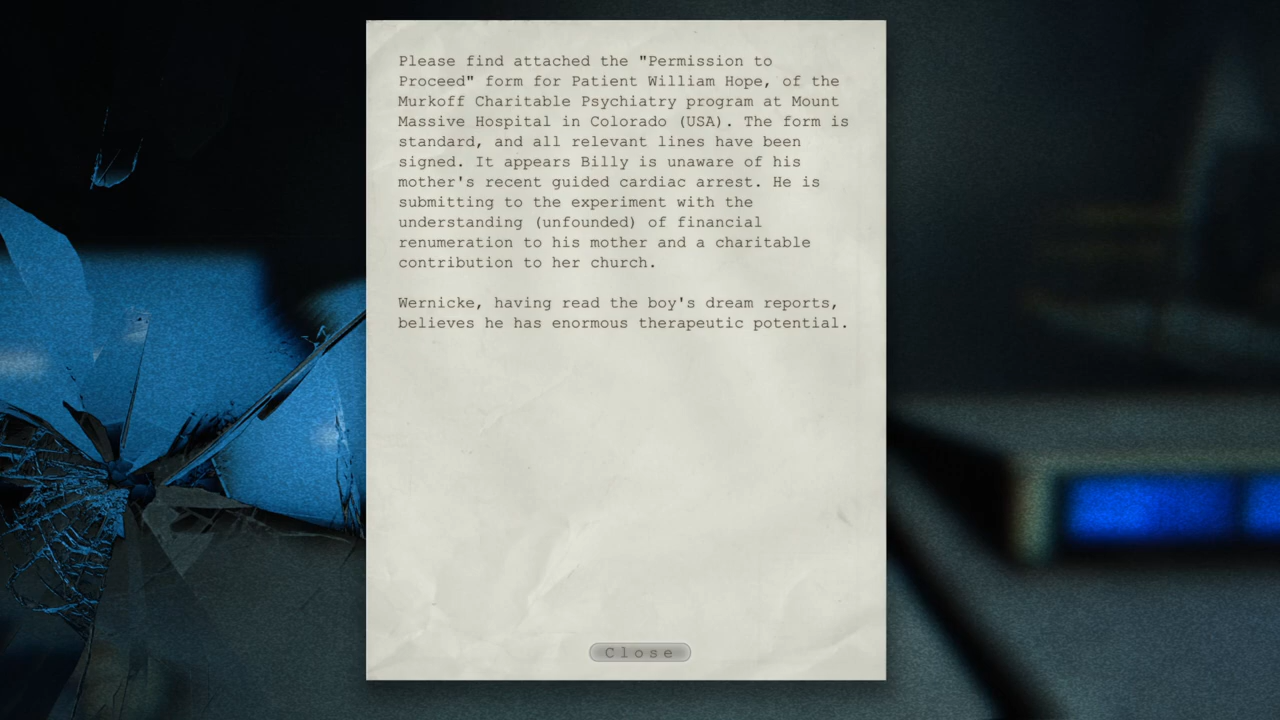 Please find attached the "Permission to
Proceed" form for Patient William Hope, of the
Murkoff Charitable Psychiatry program at Mount
Massive Hospital in Colorado (USA). The form is
standard, and all relevant lines have been
signed. It appears Billy is unaware of his
mother's recent guided cardiac arrest. He is
submitting to the experiment with the
understanding (unfounded) of financial
renumeration to his mother and a charitable
contribution to her church.
Wernicke, having read the boy's dream reports,
believes he has enormous therapeutic potential.
Close